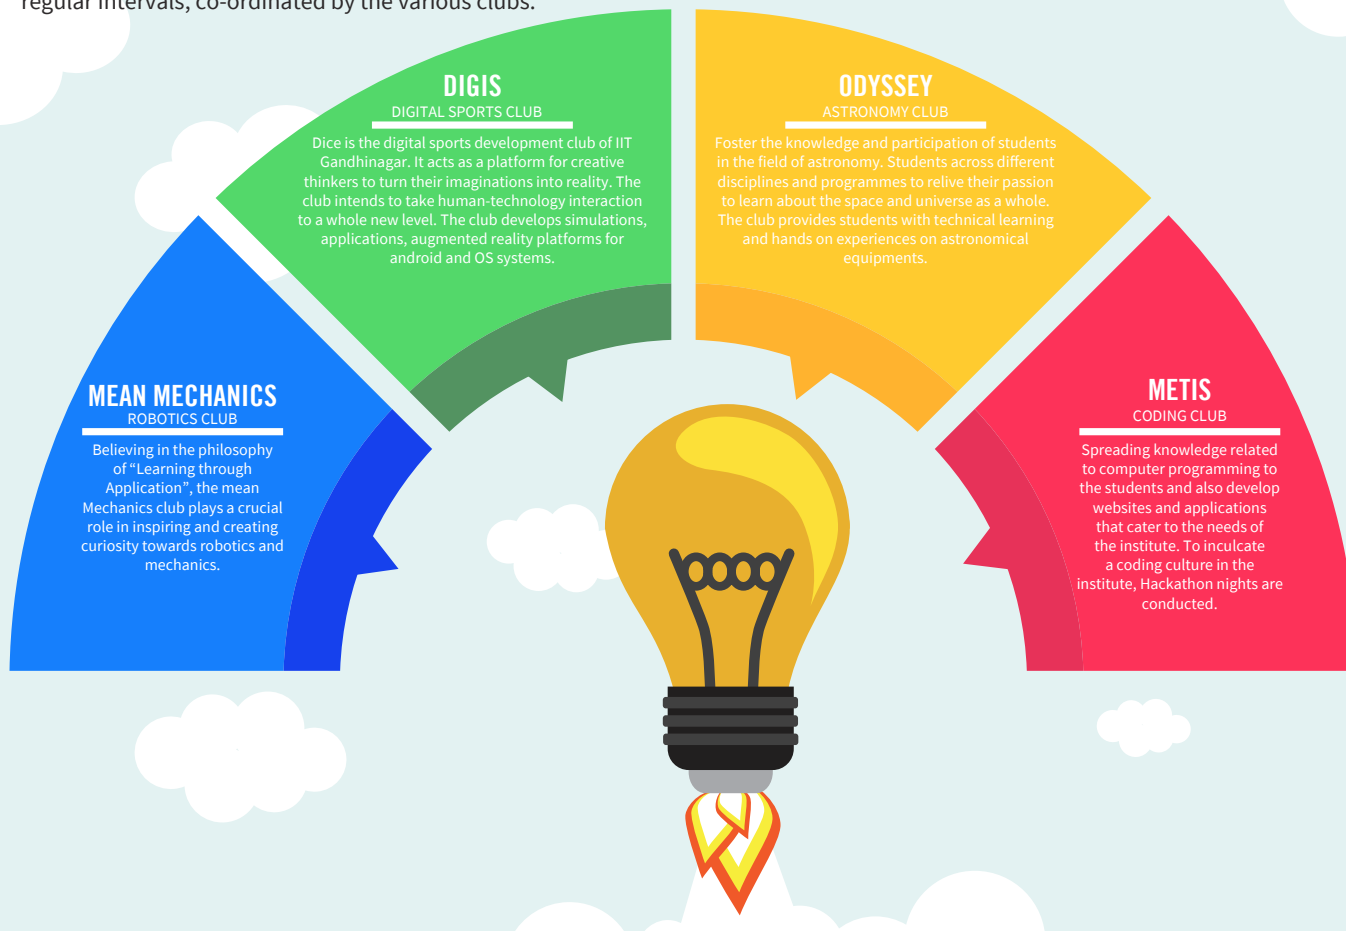 regular intervals, co-ordinated by the various clubs.
DIGIS
DIGITAL SPORTS CLUB
Dice is the digital sports development club of IIT
Gandhinagar. It acts as a platform for creative
thinkers to turn their imaginations into reality. The
club intends to take human-technology interaction
to a whole new level. The club develops simulations,
applications, augmented reality platforms for
android and OS systems.
ODYSSEY
ASTRONOMY CLUB
Foster the knowledge and participation of students
in the field of astronomy. Students across different
disciplines and programmes to relive their passion
to learn about the space and universe as a whole.
The club provides students with technical learning
and hands on experiences on astronomical
equipments.
MEAN MECHANICS
ROBOTICS CLUB
Believing in the philosophy
of “Learning through
Application”, the mean
Mechanics club plays a crucial
role in inspiring and creating
curiosity towards robotics and
mechanics.
METIS
CODING CLUB
Spreading knowledge related
to computer programming to
the students and also develop
websites and applications
that cater to the needs of
the institute. To inculcate
a coding culture in the
institute, Hackathon nights are
conducted.